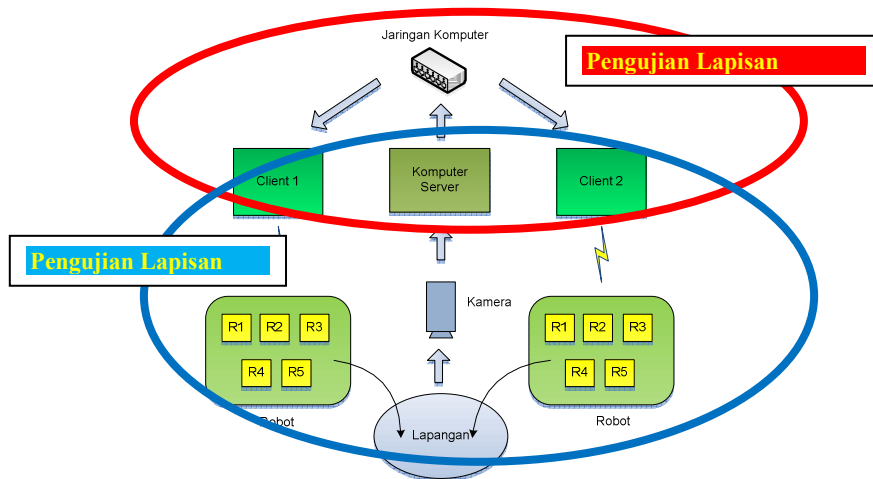 Jaringan Komputer
Pengujian Lapisan
Client 1
Komputer
Server
Client 2
Pengujian Lapisan
Kamera
R1 R2 R3
R4 R5
R1 R2 R3
R4 R5
Robot
Robot
Lapangan